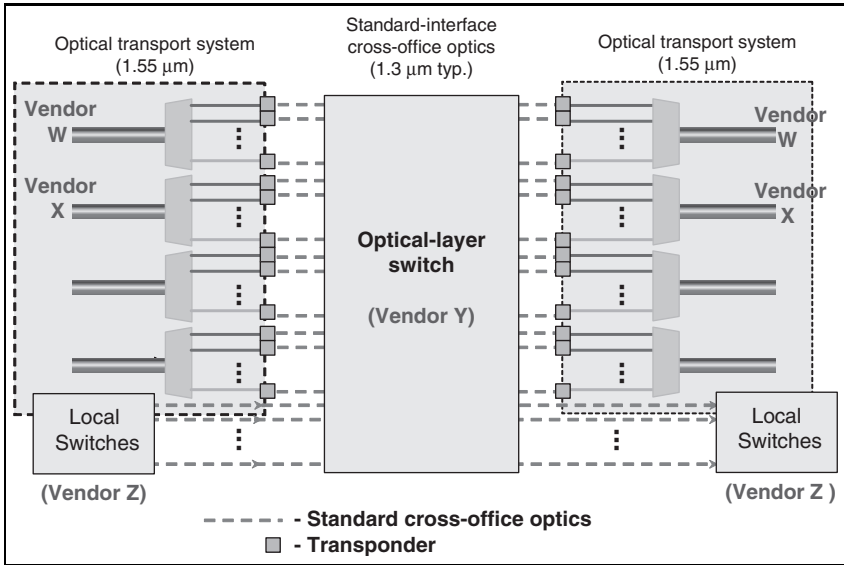 Optical transport system
(1.55 μm)
Standard-interface
cross-office optics
(1.3 μm typ.)
Optical transport system
(1.55 μm)
Vendor
W
Vendor
X
Optical-layer
switch
(Vendor Y)
Vendor
W
Vendor
X
Local
Switches
(Vendor Z)
Local
Switches
(Vendor Z )
- Standard cross-office optics
- Transponder